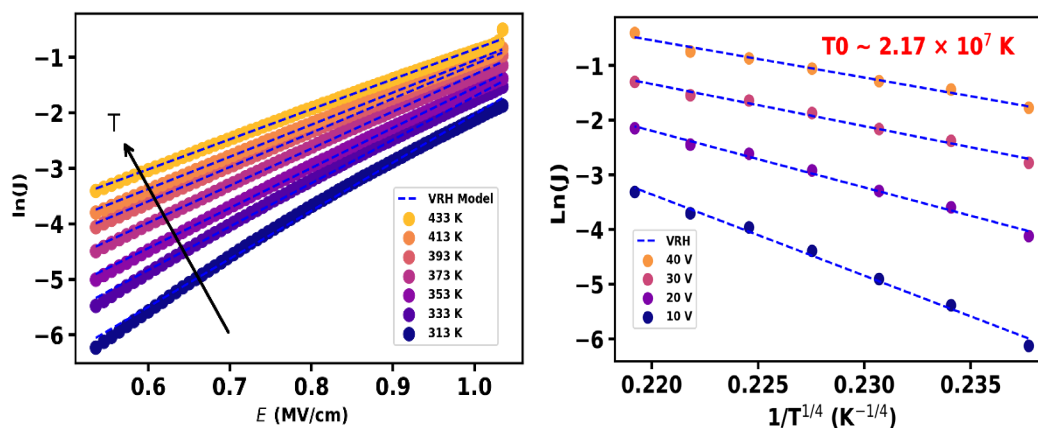 −1
−2
−3
−4
−5
−6
ln(J)
T
VRH Model
433 K
413 K
393 K
373 K
353 K
333 K
313 K
0.6 0.7 0.8 0.9 1.0
E (MV/cm)
T0 ~ 2.17 × 10⁷ K
−1
−2
−3
−4
−5
−6
Ln(J)
VRH
40 V
30 V
20 V
10 V
0.220 0.225 0.230 0.235
1/T^{1/4} (K^{−1/4})